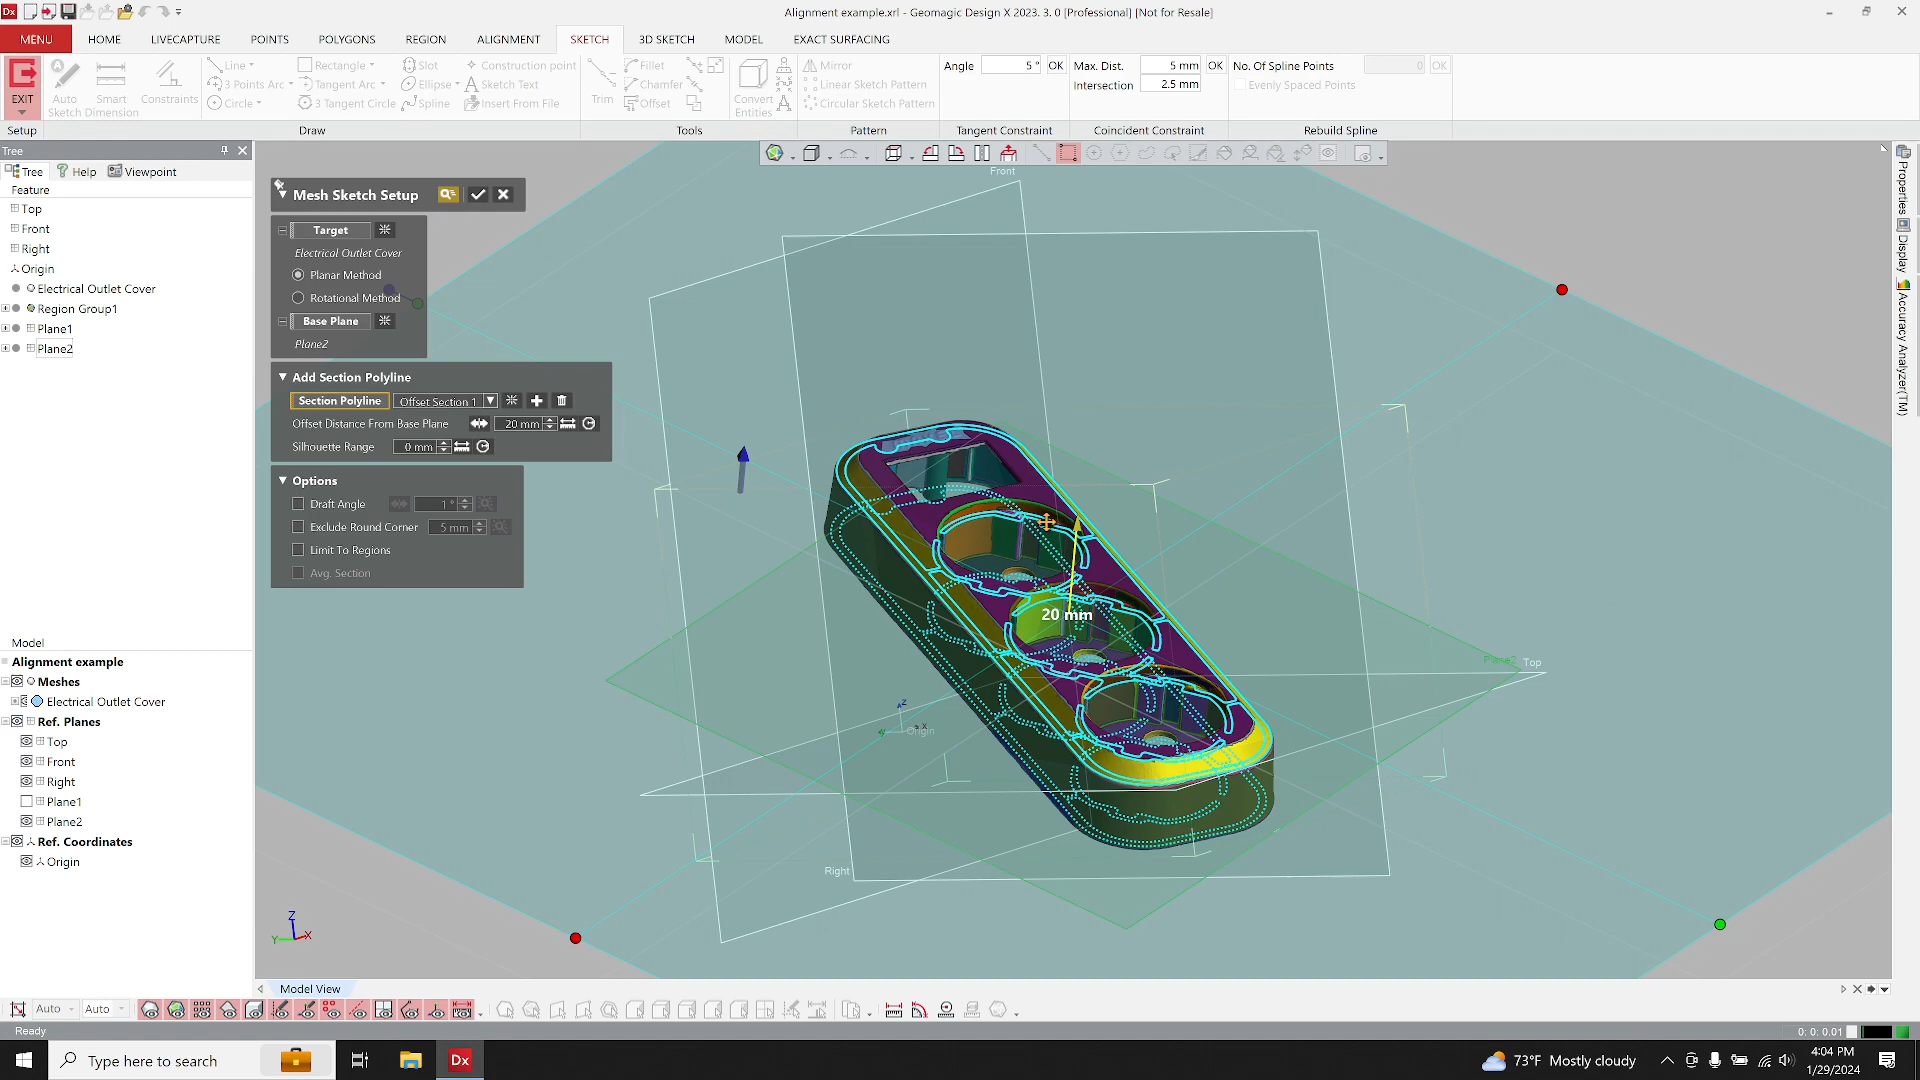 Dx
Alignment example.xrl - Geomagic Design X 2023. 3. 0 [Professional] [Not for Resale]
MENU HOME LIVECAPTURE POINTS POLYGONS REGION ALIGNMENT SKETCH 3D SKETCH MODEL EXACT SURFACING
EXIT
Auto Sketch
Smart Dimension
Constraints
Line
3 Points Arc
Circle
Rectangle
Tangent Arc
3 Tangent Circle
Slot
Ellipse
Spline
Construction point
Sketch Text
Insert From File
Trim
Fillet
Chamfer
Offset
Convert Entities
Mirror
Linear Sketch Pattern
Circular Sketch Pattern
Angle 5 ° OK
Max. Dist. 5 mm OK
Intersection 2.5 mm
No. Of Spline Points 0 OK
Evenly Spaced Points
Setup Draw Tools Pattern Tangent Constraint Coincident Constraint Rebuild Spline
Tree
Tree Help Viewpoint
Feature
Top
Front
Right
Origin
Electrical Outlet Cover
Region Group1
Plane1
Plane2
Model
Alignment example
Meshes
Electrical Outlet Cover
Ref. Planes
Top
Front
Right
Plane1
Plane2
Ref. Coordinates
Origin
Mesh Sketch Setup
Target
Electrical Outlet Cover
Planar Method
Rotational Method
Base Plane
Plane2
Add Section Polyline
Section Polyline Offset Section 1
Offset Distance From Base Plane 20 mm
Silhouette Range 0 mm
Options
Draft Angle 1 °
Exclude Round Corner 5 mm
Limit To Regions
Avg. Section
Front
20 mm
Plane2 Top
Z
X
Y
Origin
Right
Z
Y X
Properties
Display
Accuracy Analyzer(TM)
Model View
Auto Auto
Ready
0: 0: 0.01
Type here to search
Dx
73°F Mostly cloudy
4:04 PM
1/29/2024